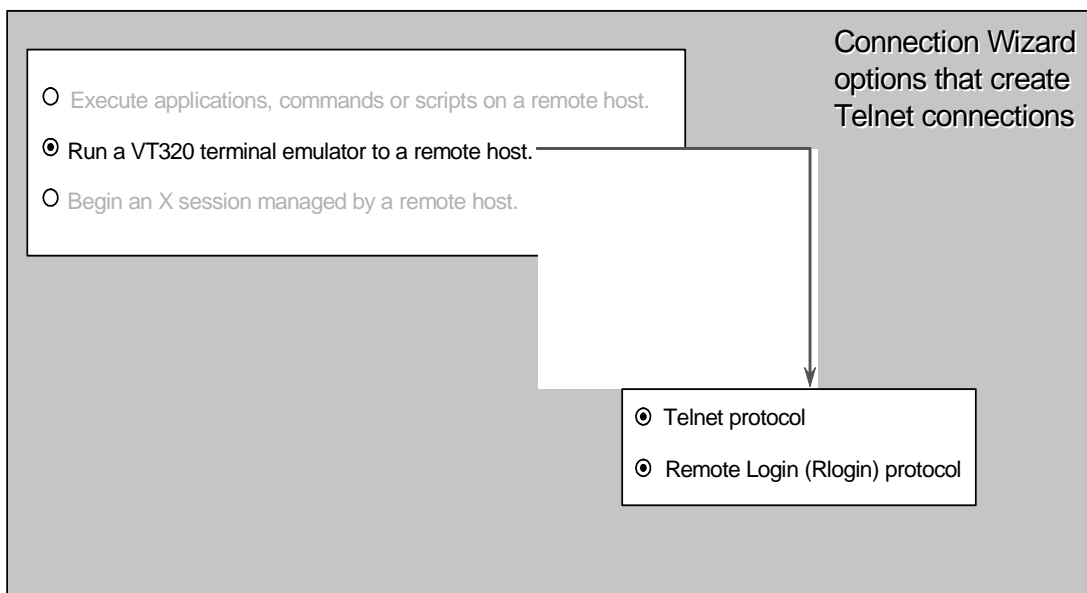 Connection Wizard
options that create
Telnet connections
Execute applications, commands or scripts on a remote host.
Run a VT320 terminal emulator to a remote host.
Begin an X session managed by a remote host.
Telnet protocol
Remote Login (Rlogin) protocol